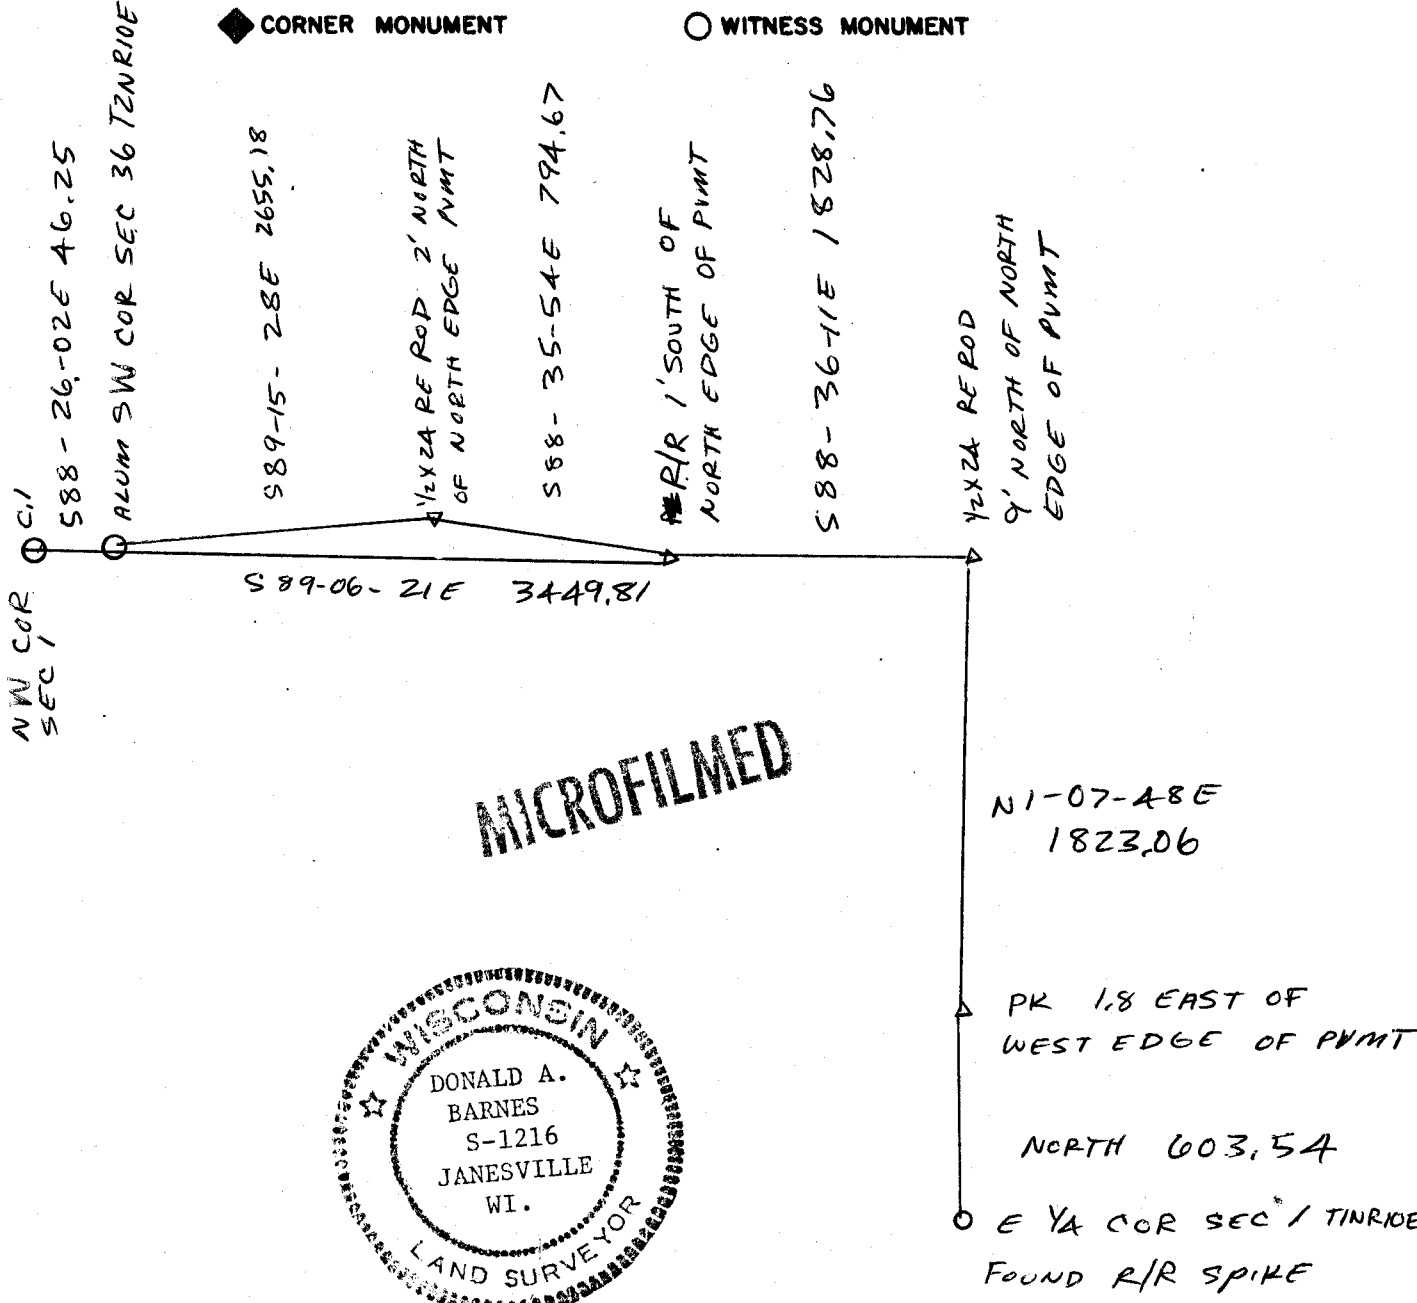 CORNER MONUMENT
WITNESS MONUMENT
C.I
S88-26-02E 46.25
ALUM SW COR SEC 36 T2NR10E
S89-15-28E 2655.18
1/2X24 RE ROD 2' NORTH
OF NORTH EDGE PVMT
S88-35-54E 794.67
R/R 1' SOUTH OF
NORTH EDGE OF PVMT
S88-36-11E 1828.76
1/2X24 RE ROD
9' NORTH OF NORTH
EDGE OF PVMT
NW COR
SEC 1
S 89-06-21E 3449.81
MICROFILMED
N1-07-48E
1823.06
PK 1.8 EAST OF
WEST EDGE OF PVMT
NORTH 603.54
E 1/4 COR SEC 1 T1NR10E
FOUND R/R SPIKE
WISCONSIN
DONALD A.
BARNES
S-1216
JANESVILLE
WI.
LAND SURVEYOR